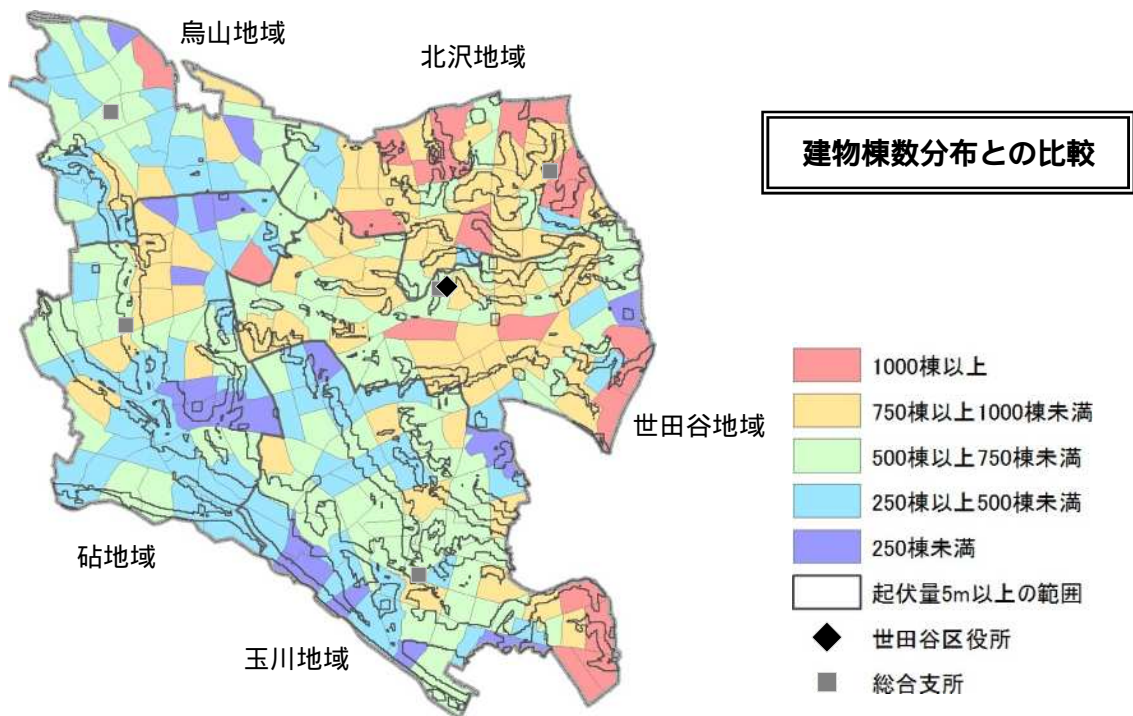 烏山地域
北沢地域
建物棟数分布との比較
1000棟以上
750棟以上1000棟未満
世田谷地域
500棟以上750棟未満
250棟以上500棟未満
砧地域
250棟未満
起伏量5m以上の範囲
世田谷区役所
玉川地域
総合支所